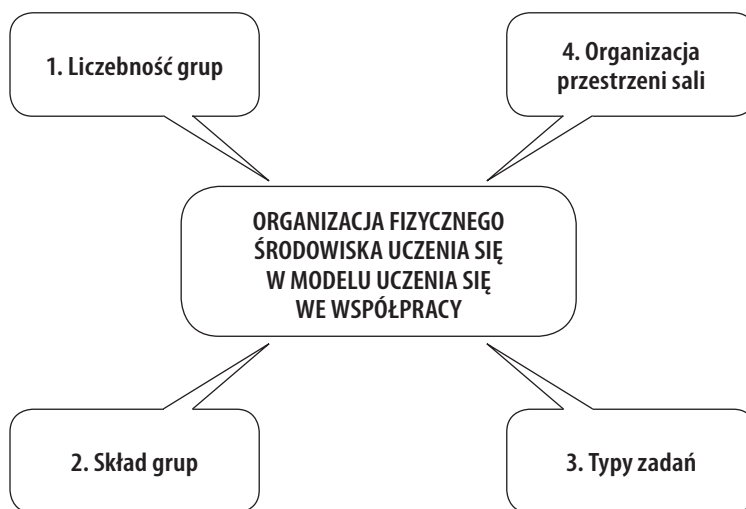 1. Liczebność grup
4. Organizacja
przestrzeni sali
ORGANIZACJA FIZYCZNEGO
ŚRODOWISKA UCZENIA SIĘ
W MODELU UCZENIA SIĘ
WE WSPÓŁPRACY
2. Skład grup
3. Typy zadań